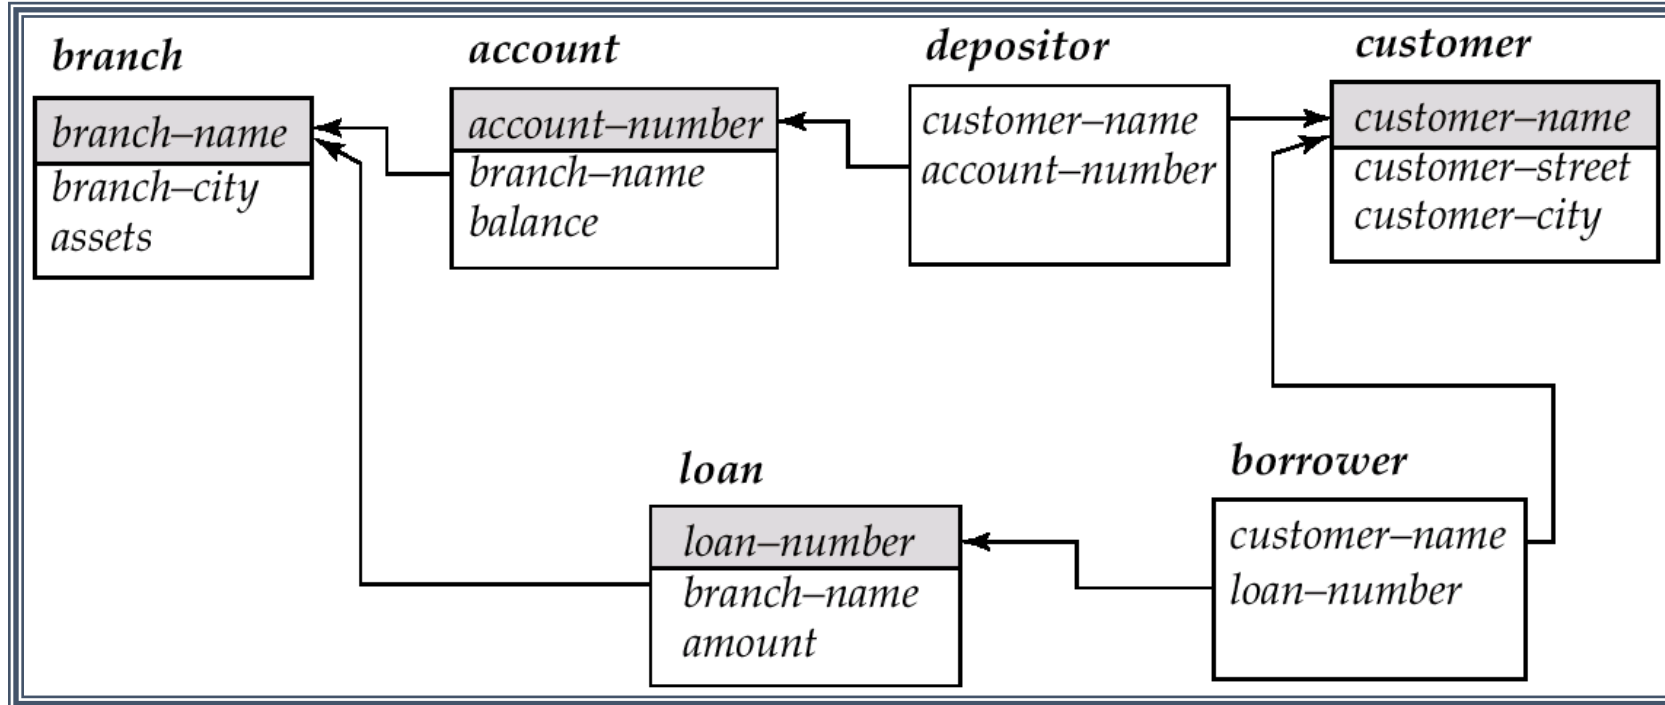 branch
branch–name
branch–city
assets
account
account–number
branch–name
balance
depositor
customer–name
account–number
customer
customer–name
customer–street
customer–city
loan
loan–number
branch–name
amount
borrower
customer–name
loan–number